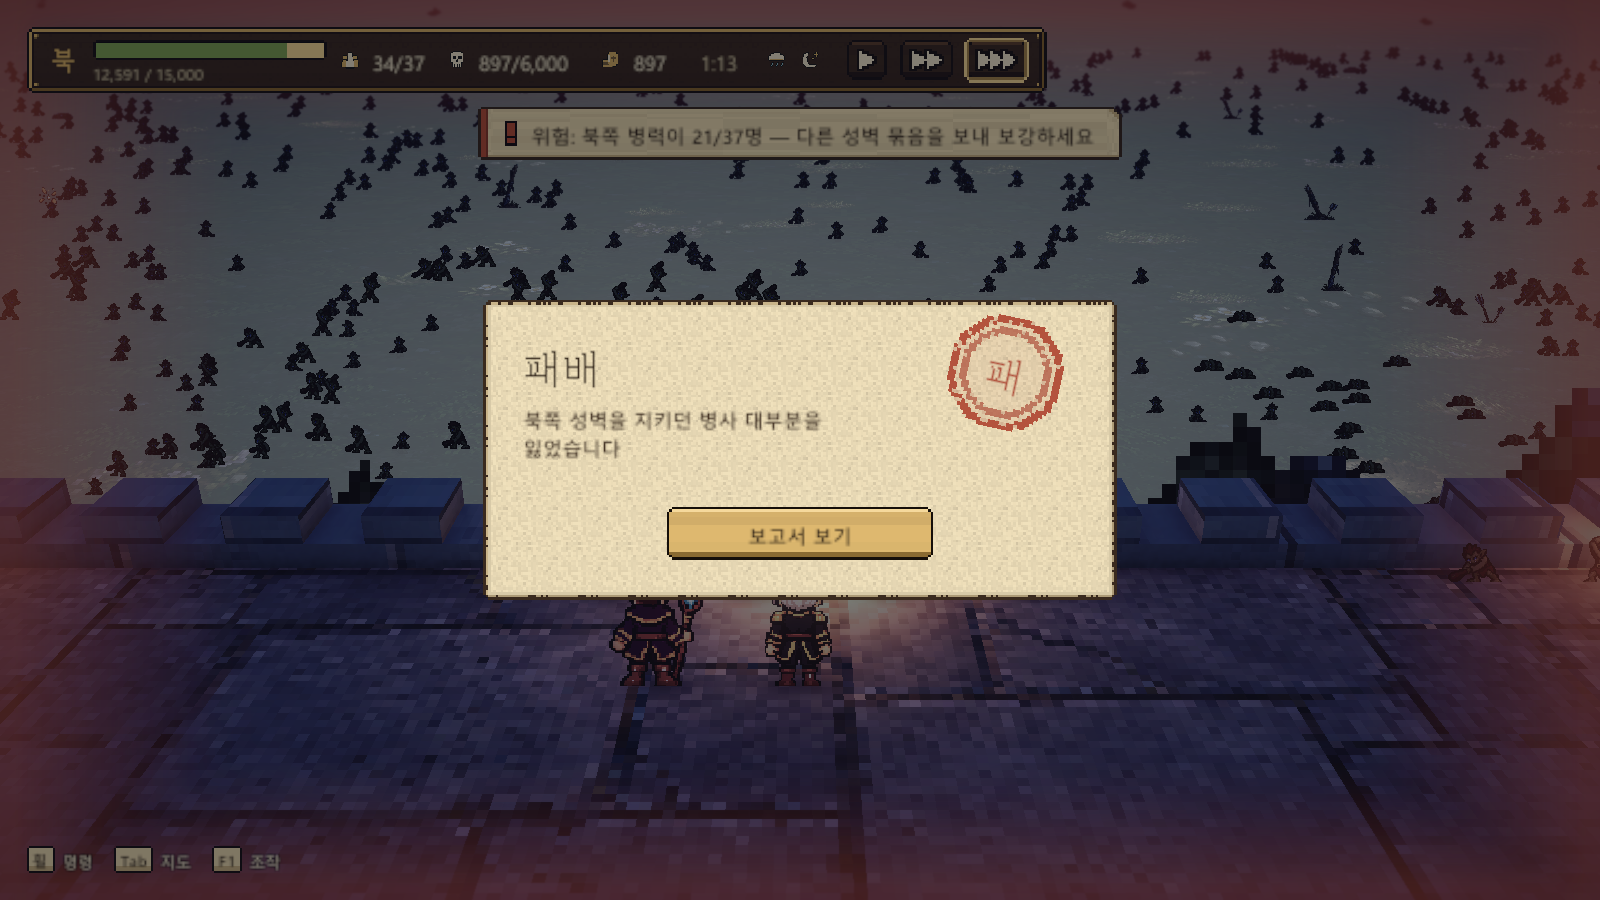 북
12,591 / 15,000
34/37
897/6,000
897
1:13
위험: 북쪽 병력이 21/37명 — 다른 성벽 묶음을 보내 보강하세요
패배
패
북쪽 성벽을 지키던 병사 대부분을
잃었습니다
보고서 보기
휠 명령 Tab 지도 F1 조작